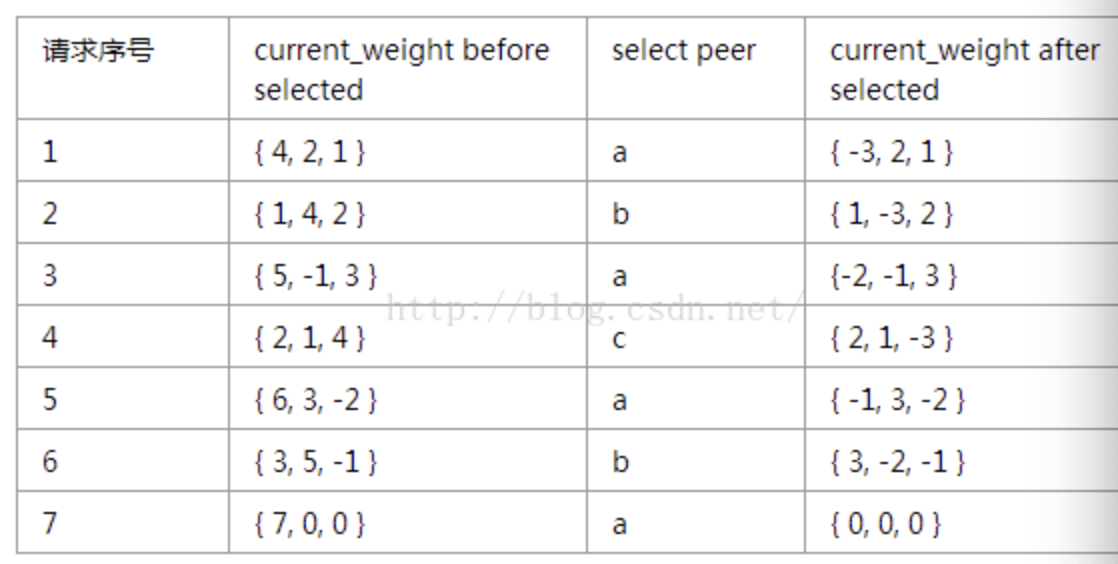 请求序号 current_weight before selected select peer current_weight after selected
1 { 4, 2, 1 } a { -3, 2, 1 }
2 { 1, 4, 2 } b { 1, -3, 2 }
3 { 5, -1, 3 } a {-2, -1, 3 }
http://blog.csdn.net/
4 { 2, 1, 4 } c { 2, 1, -3 }
5 { 6, 3, -2 } a { -1, 3, -2 }
6 { 3, 5, -1 } b { 3, -2, -1 }
7 { 7, 0, 0 } a { 0, 0, 0 }